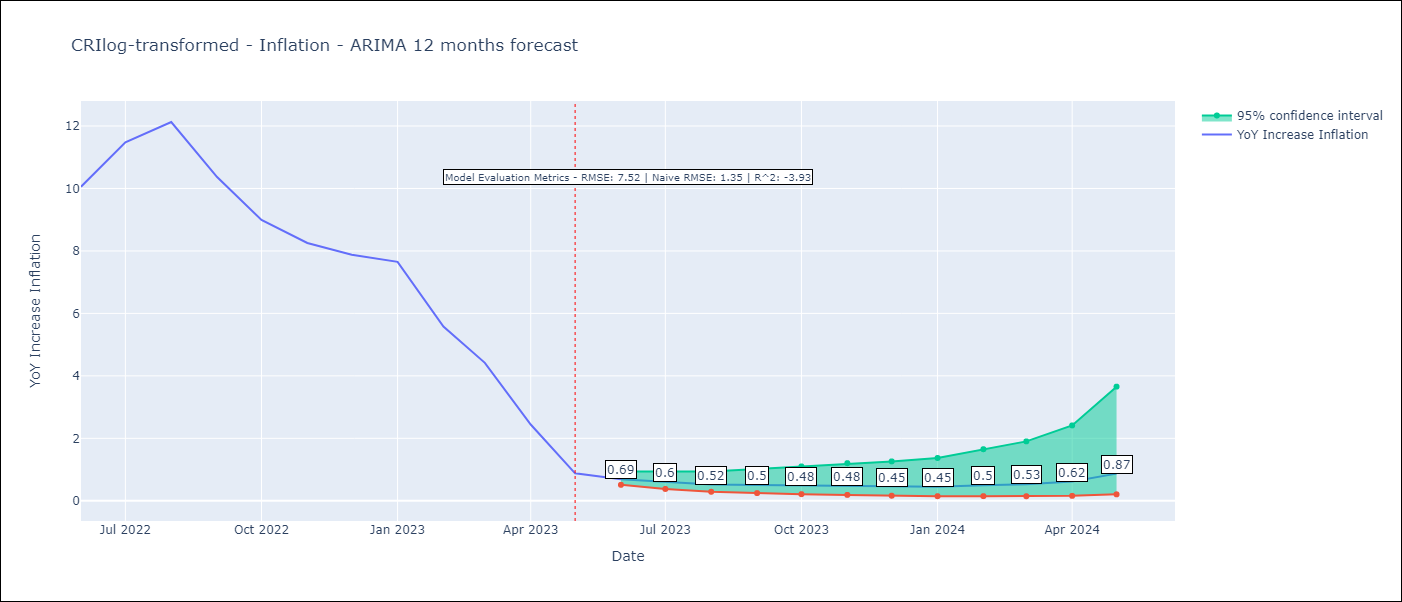 CRIlog-transformed - Inflation - ARIMA 12 months forecast
95% confidence interval
YoY Increase Inflation
Model Evaluation Metrics - RMSE: 7.52 | Naive RMSE: 1.35 | R^2: -3.93
YoY Increase Inflation
12
10
8
6
4
2
0
0.69
0.6
0.52
0.5
0.48
0.48
0.45
0.45
0.5
0.53
0.62
0.87
Jul 2022
Oct 2022
Jan 2023
Apr 2023
Jul 2023
Oct 2023
Jan 2024
Apr 2024
Date